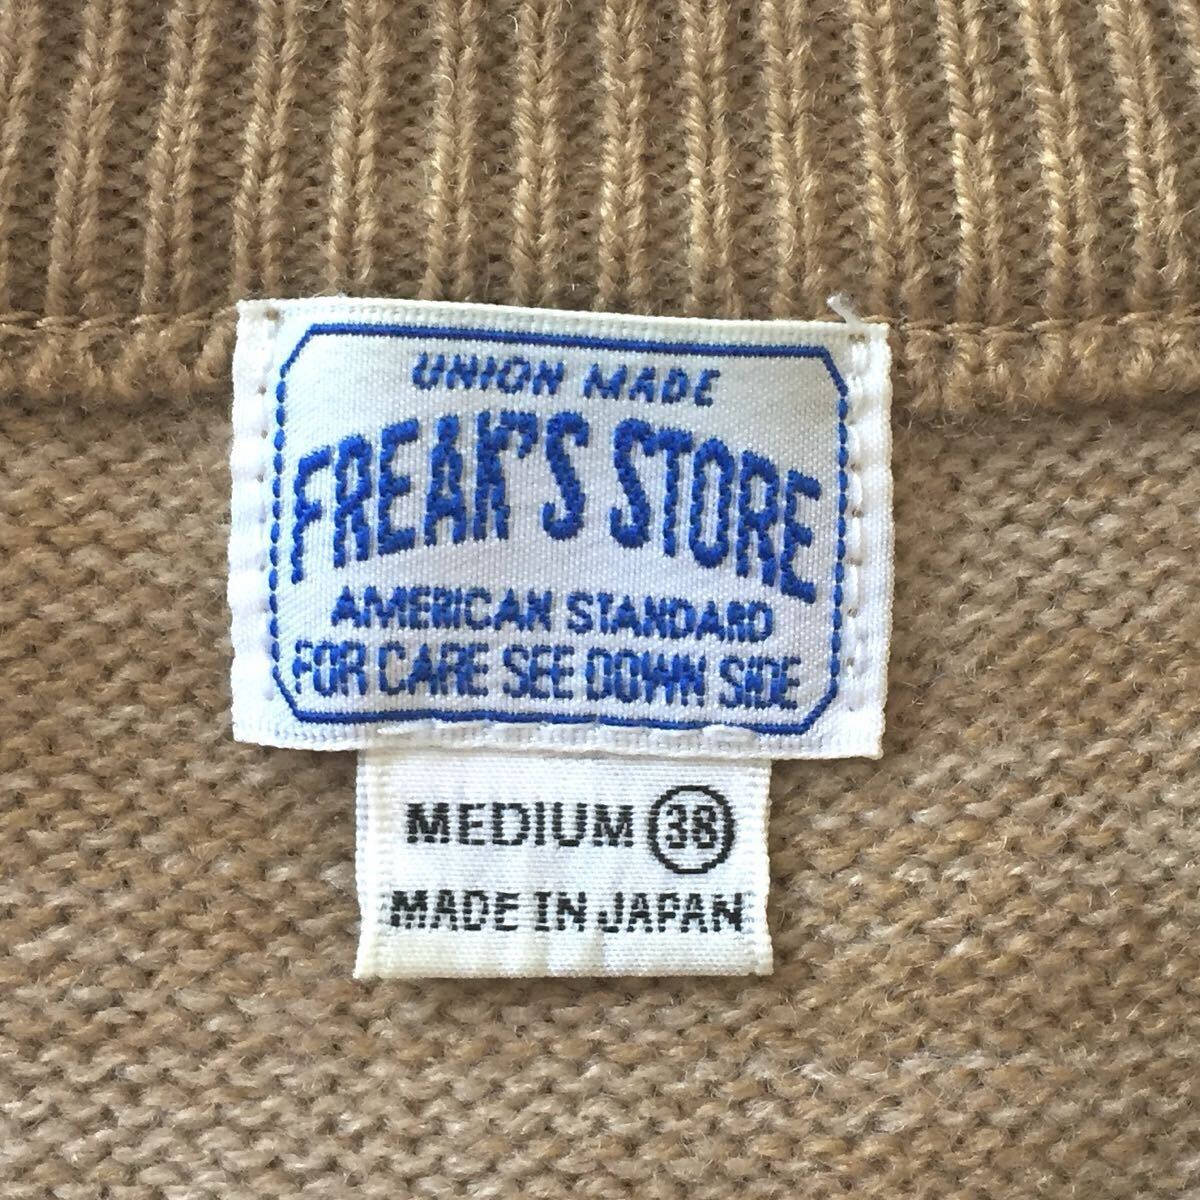 UNION MADE
FREAK'S STORE
AMERICAN STANDARD
FOR CARE SEE DOWN SIDE
MEDIUM 38
MADE IN JAPAN